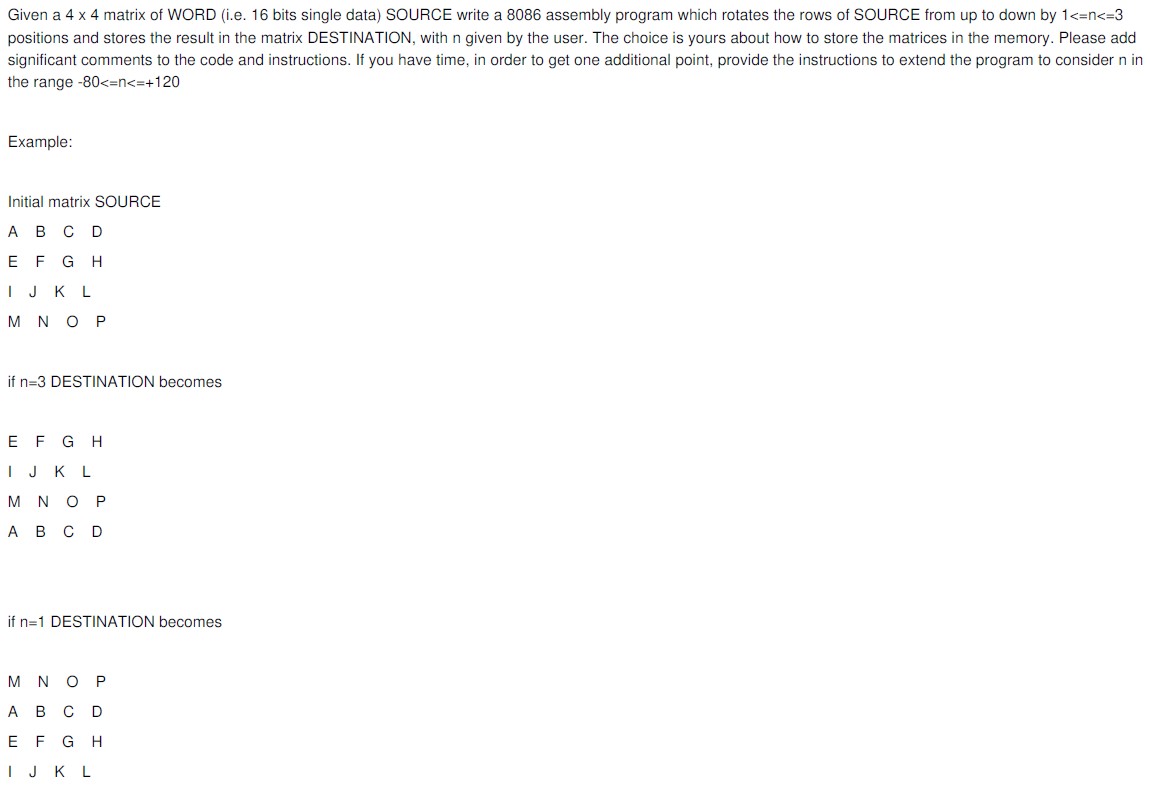 Given a 4 x 4 matrix of WORD (i.e. 16 bits single data) SOURCE write a 8086 assembly program which rotates the rows of SOURCE from up to down by 1<=n<=3
positions and stores the result in the matrix DESTINATION, with n given by the user. The choice is yours about how to store the matrices in the memory. Please add
significant comments to the code and instructions. If you have time, in order to get one additional point, provide the instructions to extend the program to consider n in
the range -80<=n<=+120
Example:
Initial matrix SOURCE
A B C D
E F G H
I J K L
M N O P
if n=3 DESTINATION becomes
E F G H
I J K L
M N O P
A B C D
if n=1 DESTINATION becomes
M N O P
A B C D
E F G H
I J K L